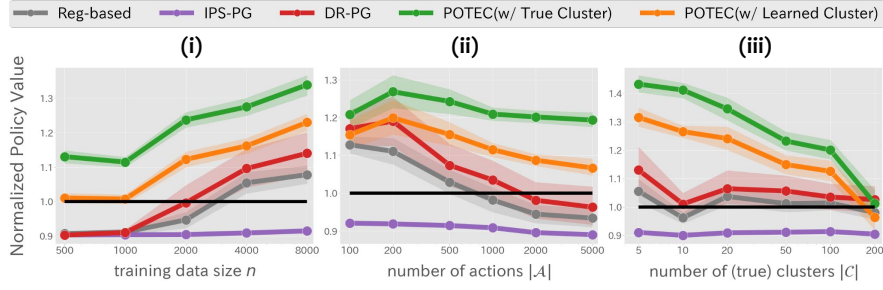 Reg-based IPS-PG DR-PG POTEC(w/ True Cluster) POTEC(w/ Learned Cluster)
(i) (ii) (iii)
Normalized Policy Value
1.3
1.2
1.1
1.0
0.9
500 1000 2000 4000 8000
training data size n
1.3
1.2
1.1
1.0
0.9
100 200 500 1000 2000 5000
number of actions |𝒜|
1.4
1.3
1.2
1.1
1.0
0.9
5 10 20 50 100 200
number of (true) clusters |𝒞|